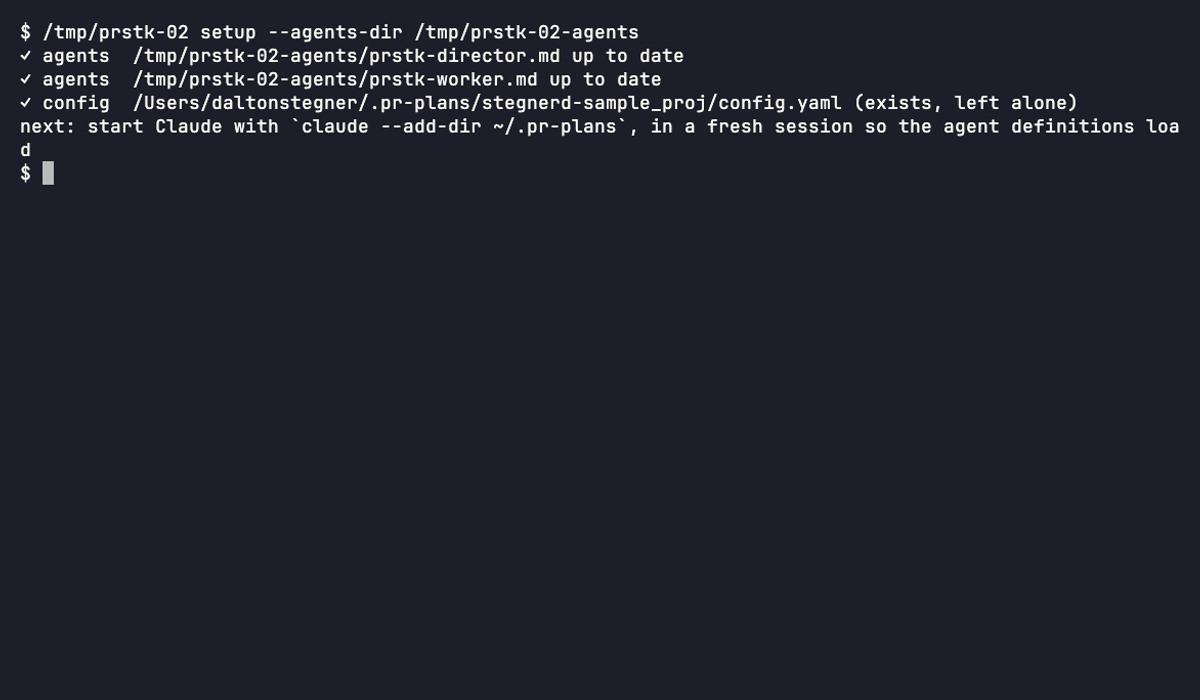 $ /tmp/prstk-02 setup --agents-dir /tmp/prstk-02-agents
✓ agents  /tmp/prstk-02-agents/prstk-director.md up to date
✓ agents  /tmp/prstk-02-agents/prstk-worker.md up to date
✓ config  /Users/daltonstegner/.pr-plans/stegnerd-sample_proj/config.yaml (exists, left alone)
next: start Claude with `claude --add-dir ~/.pr-plans`, in a fresh session so the agent definitions loa
d
$